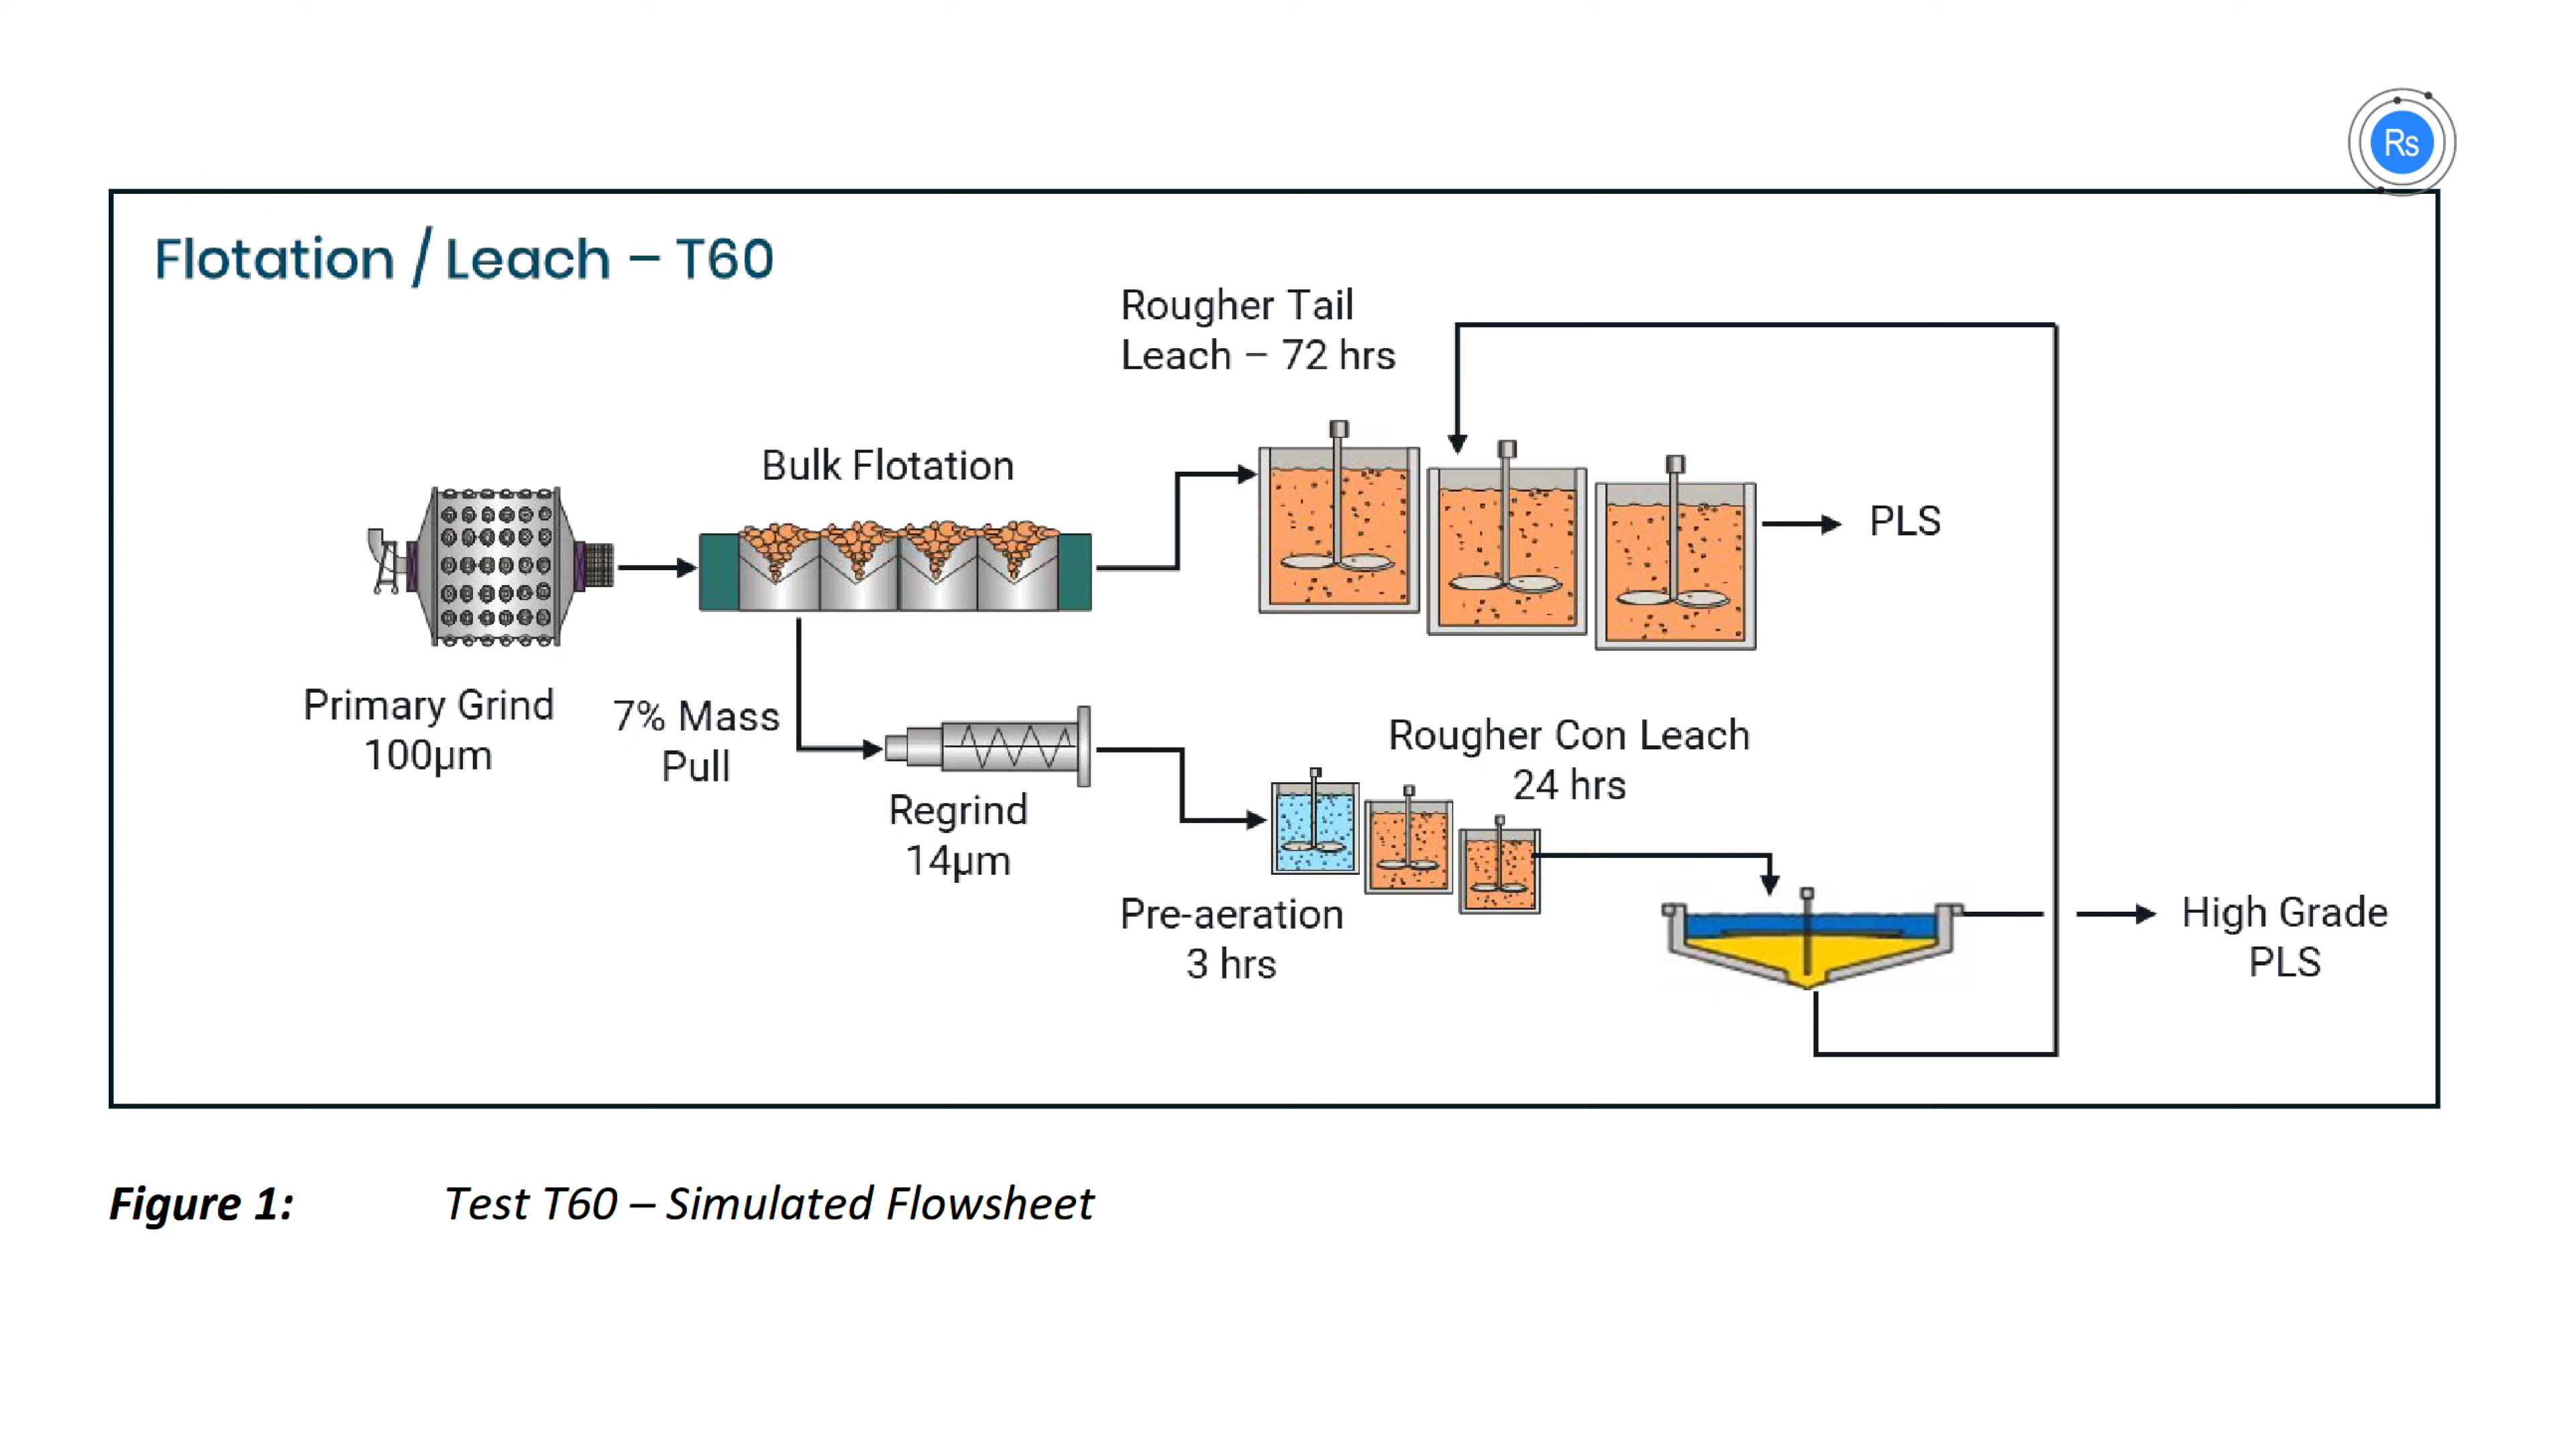 Rs
Flotation / Leach – T60
Rougher Tail
Leach – 72 hrs
Bulk Flotation
PLS
Primary Grind
100µm
7% Mass
Pull
Regrind
14µm
Rougher Con Leach
24 hrs
Pre-aeration
3 hrs
High Grade
PLS
Figure 1: Test T60 – Simulated Flowsheet